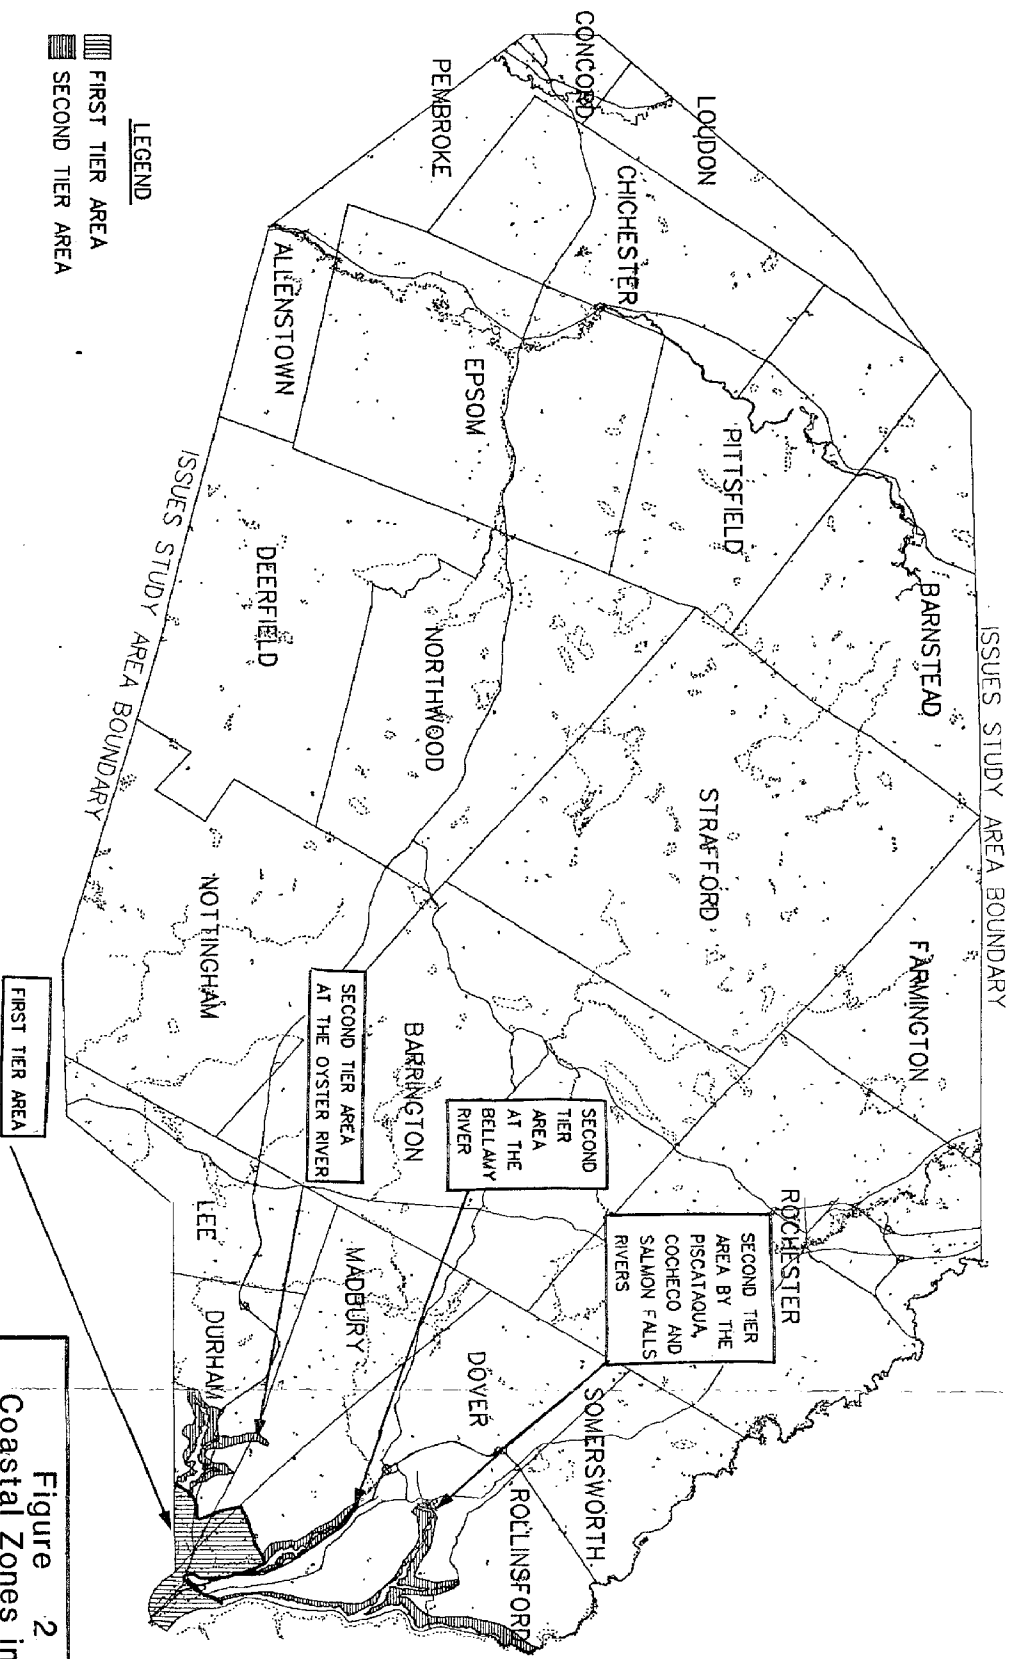 CONCORD
LOUDON
PEMBROKE
CHICHESTER
ALLENSTOWN
EPSOM
PITTSFIELD
BARNSTEAD
DEERFIELD
NORTHWOOD
STRAFFORD
FARMINGTON
NOTTINGHAM
BARRINGTON
ROCHESTER
LEE
MADBURY
DURHAM
DOVER
SOMERSWORTH
ROLLINSFORD
ISSUES STUDY AREA BOUNDARY
ISSUES STUDY AREA BOUNDARY
SECOND TIER AREA
AT THE OYSTER RIVER
SECOND
TIER
AREA
AT THE
BELLAMY
RIVER
SECOND TIER
AREA BY THE
PISCATAQUA,
COCHECO AND
SALMON FALLS
RIVERS
FIRST TIER AREA
LEGEND
FIRST TIER AREA
SECOND TIER AREA
Figure 2
Coastal Zones in